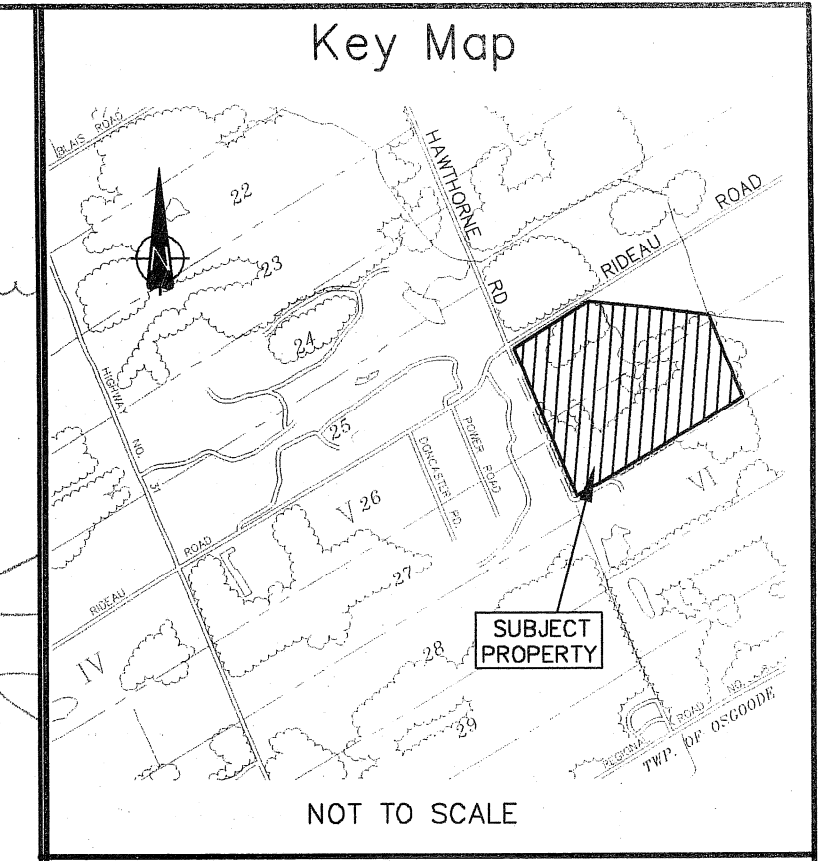 Key Map
BLAIS ROAD
HAWTHORNE RD
22
N
23
RIDEAU ROAD
24
HIGHWAY NO. 31
25
DONCASTER RD.
POWER ROAD
V 26
VI
RIDEAU ROAD
27
IV
28
SUBJECT
PROPERTY
29
REGIONAL ROAD NO.
TWP. OF OSGOODE
NOT TO SCALE